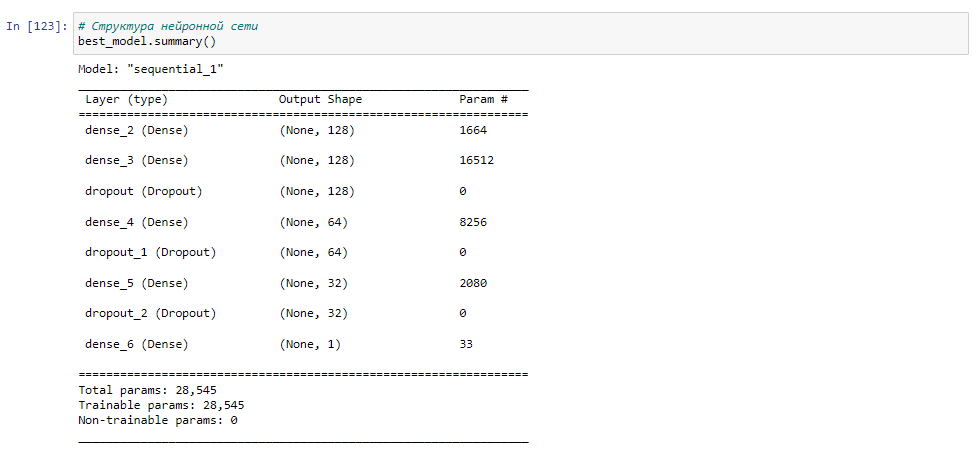 In [123]: # Структура нейронной сети
best_model.summary()
Model: "sequential_1"
Layer (type) Output Shape Param #
dense_2 (Dense) (None, 128) 1664
dense_3 (Dense) (None, 128) 16512
dropout (Dropout) (None, 128) 0
dense_4 (Dense) (None, 64) 8256
dropout_1 (Dropout) (None, 64) 0
dense_5 (Dense) (None, 32) 2080
dropout_2 (Dropout) (None, 32) 0
dense_6 (Dense) (None, 1) 33
Total params: 28,545
Trainable params: 28,545
Non-trainable params: 0